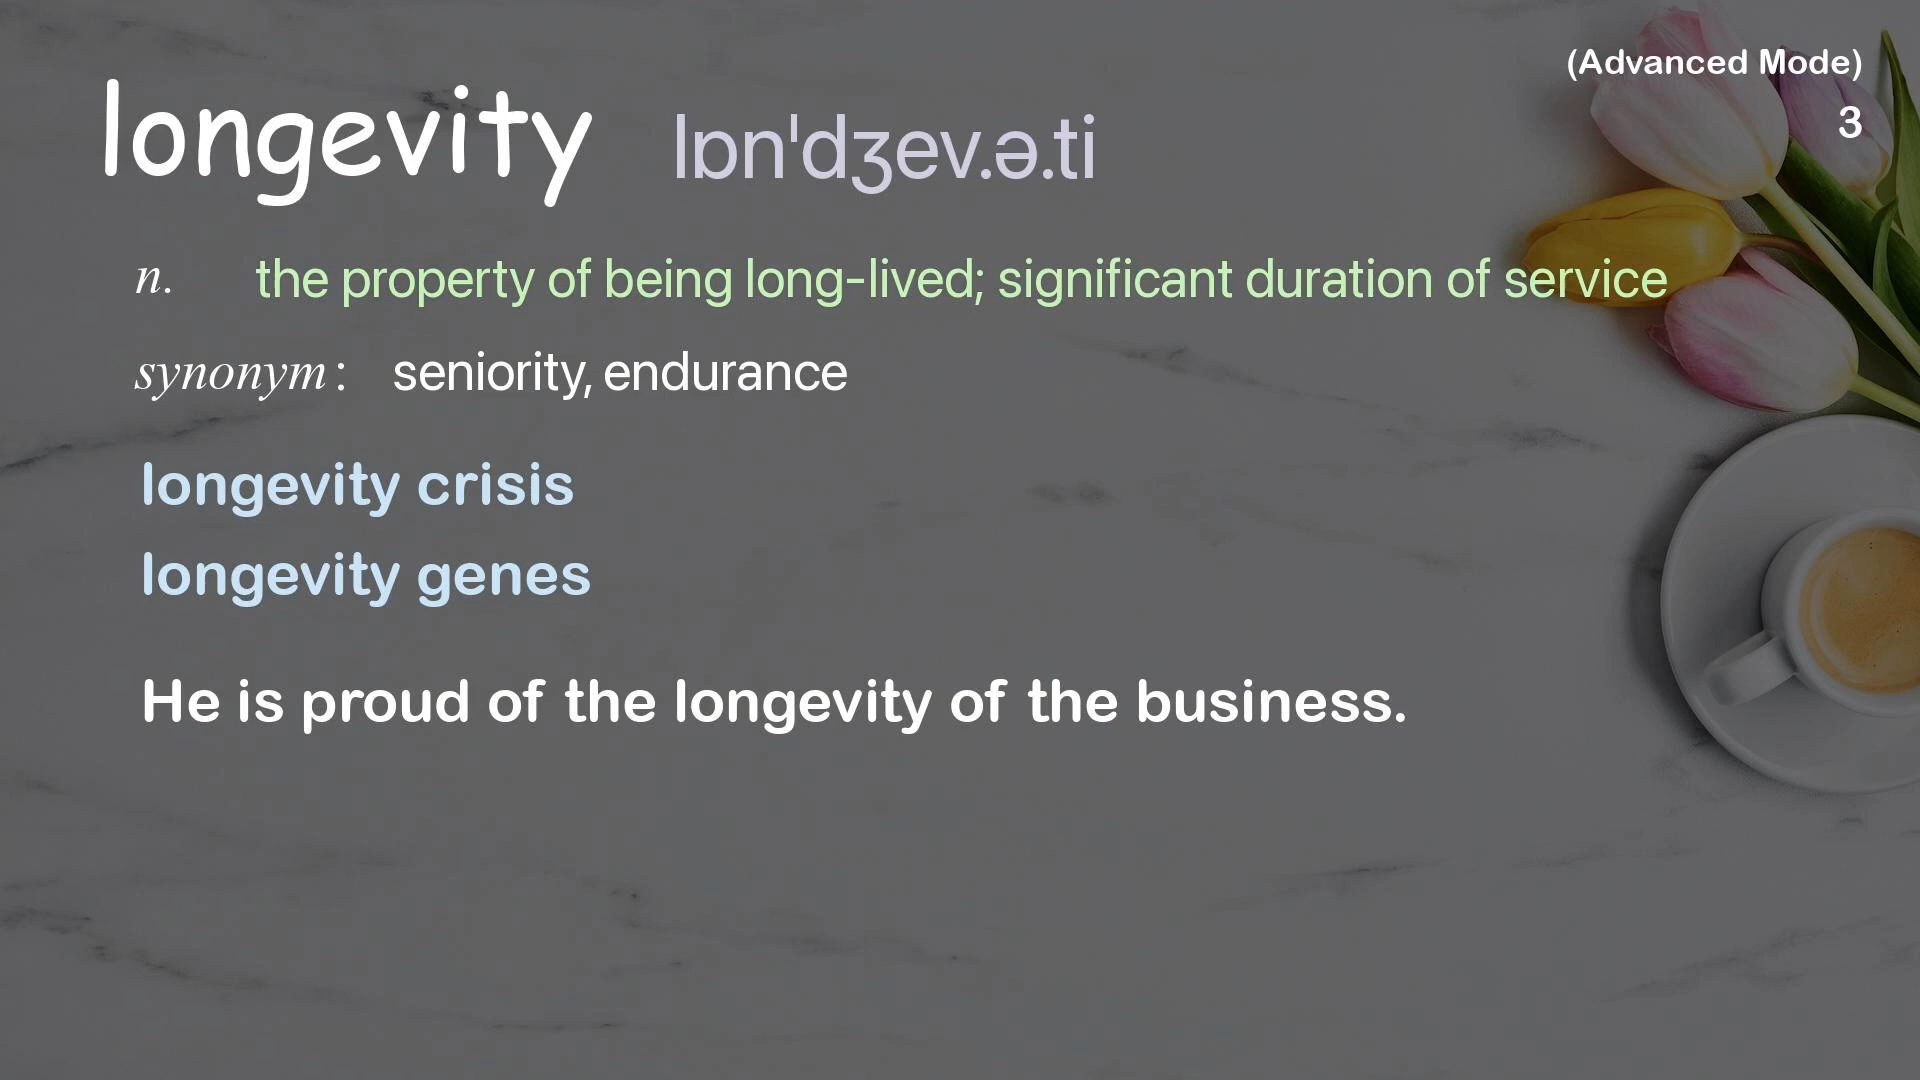 (Advanced Mode)
3
longevity lɒnˈdʒev.ə.ti
n. the property of being long-lived; significant duration of service
synonym : seniority, endurance
longevity crisis
longevity genes
He is proud of the longevity of the business.